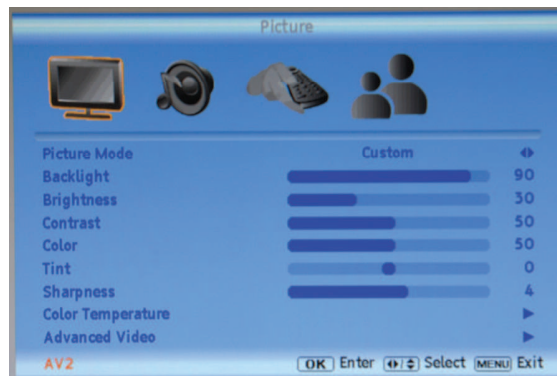 Picture
Picture Mode Custom
Backlight 90
Brightness 30
Contrast 50
Color 50
Tint 0
Sharpness 4
Color Temperature
Advanced Video
AV2 OK Enter Select MENU Exit